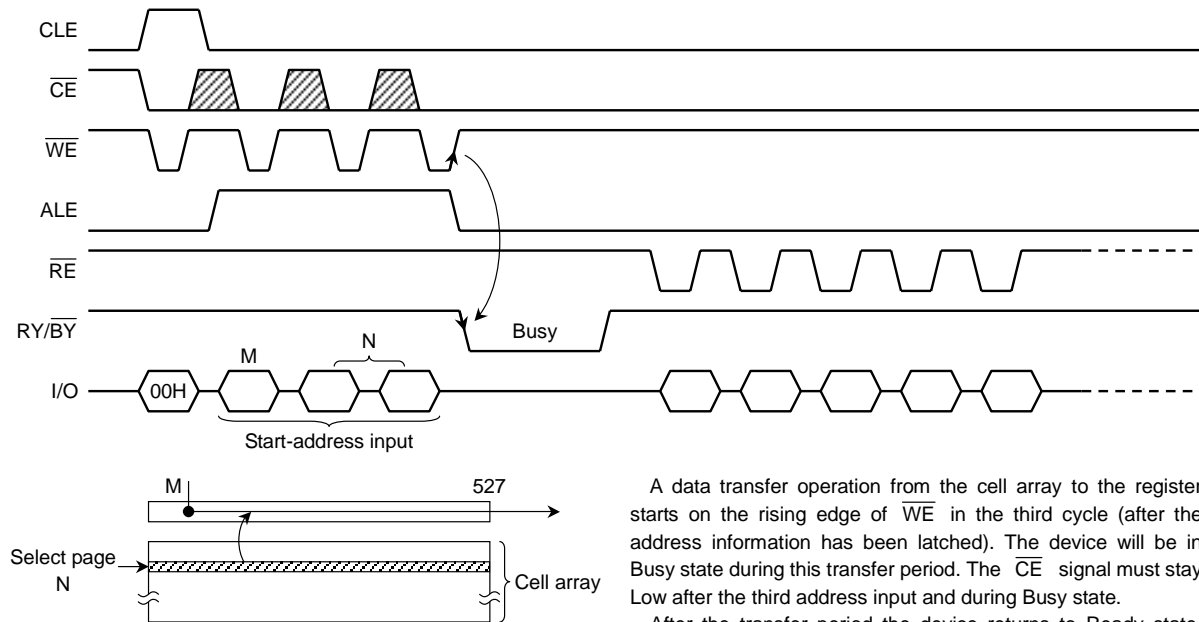 CLE
CE
WE
ALE
RE
RY/BY
Busy
M
N
I/O
00H
Start-address input
M
527
Select page
N
Cell array
A data transfer operation from the cell array to the register
starts on the rising edge of WE in the third cycle (after the
address information has been latched). The device will be in
Busy state during this transfer period. The CE signal must stay
Low after the third address input and during Busy state.
After the transfer period the device returns to Ready state.